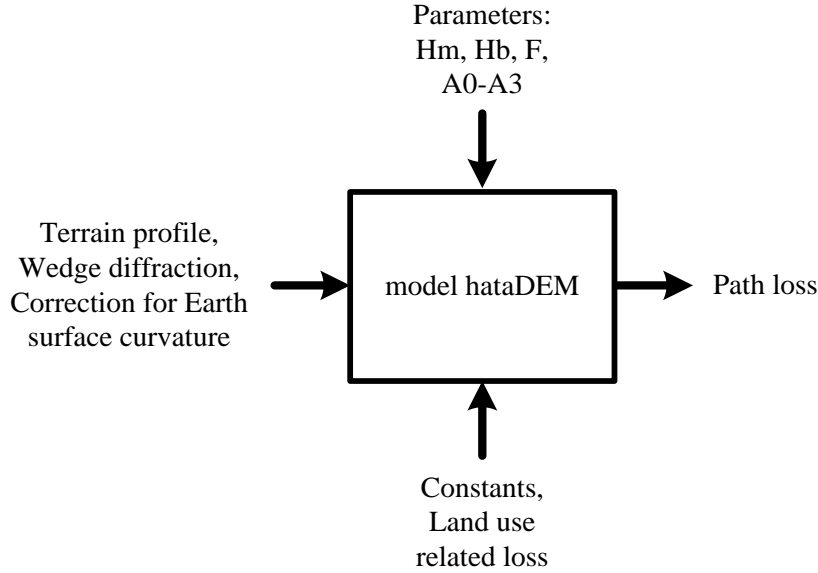 Parameters:
Hm, Hb, F,
A0-A3
Terrain profile,
Wedge diffraction,
Correction for Earth
surface curvature
model hataDEM
Path loss
Constants,
Land use
related loss